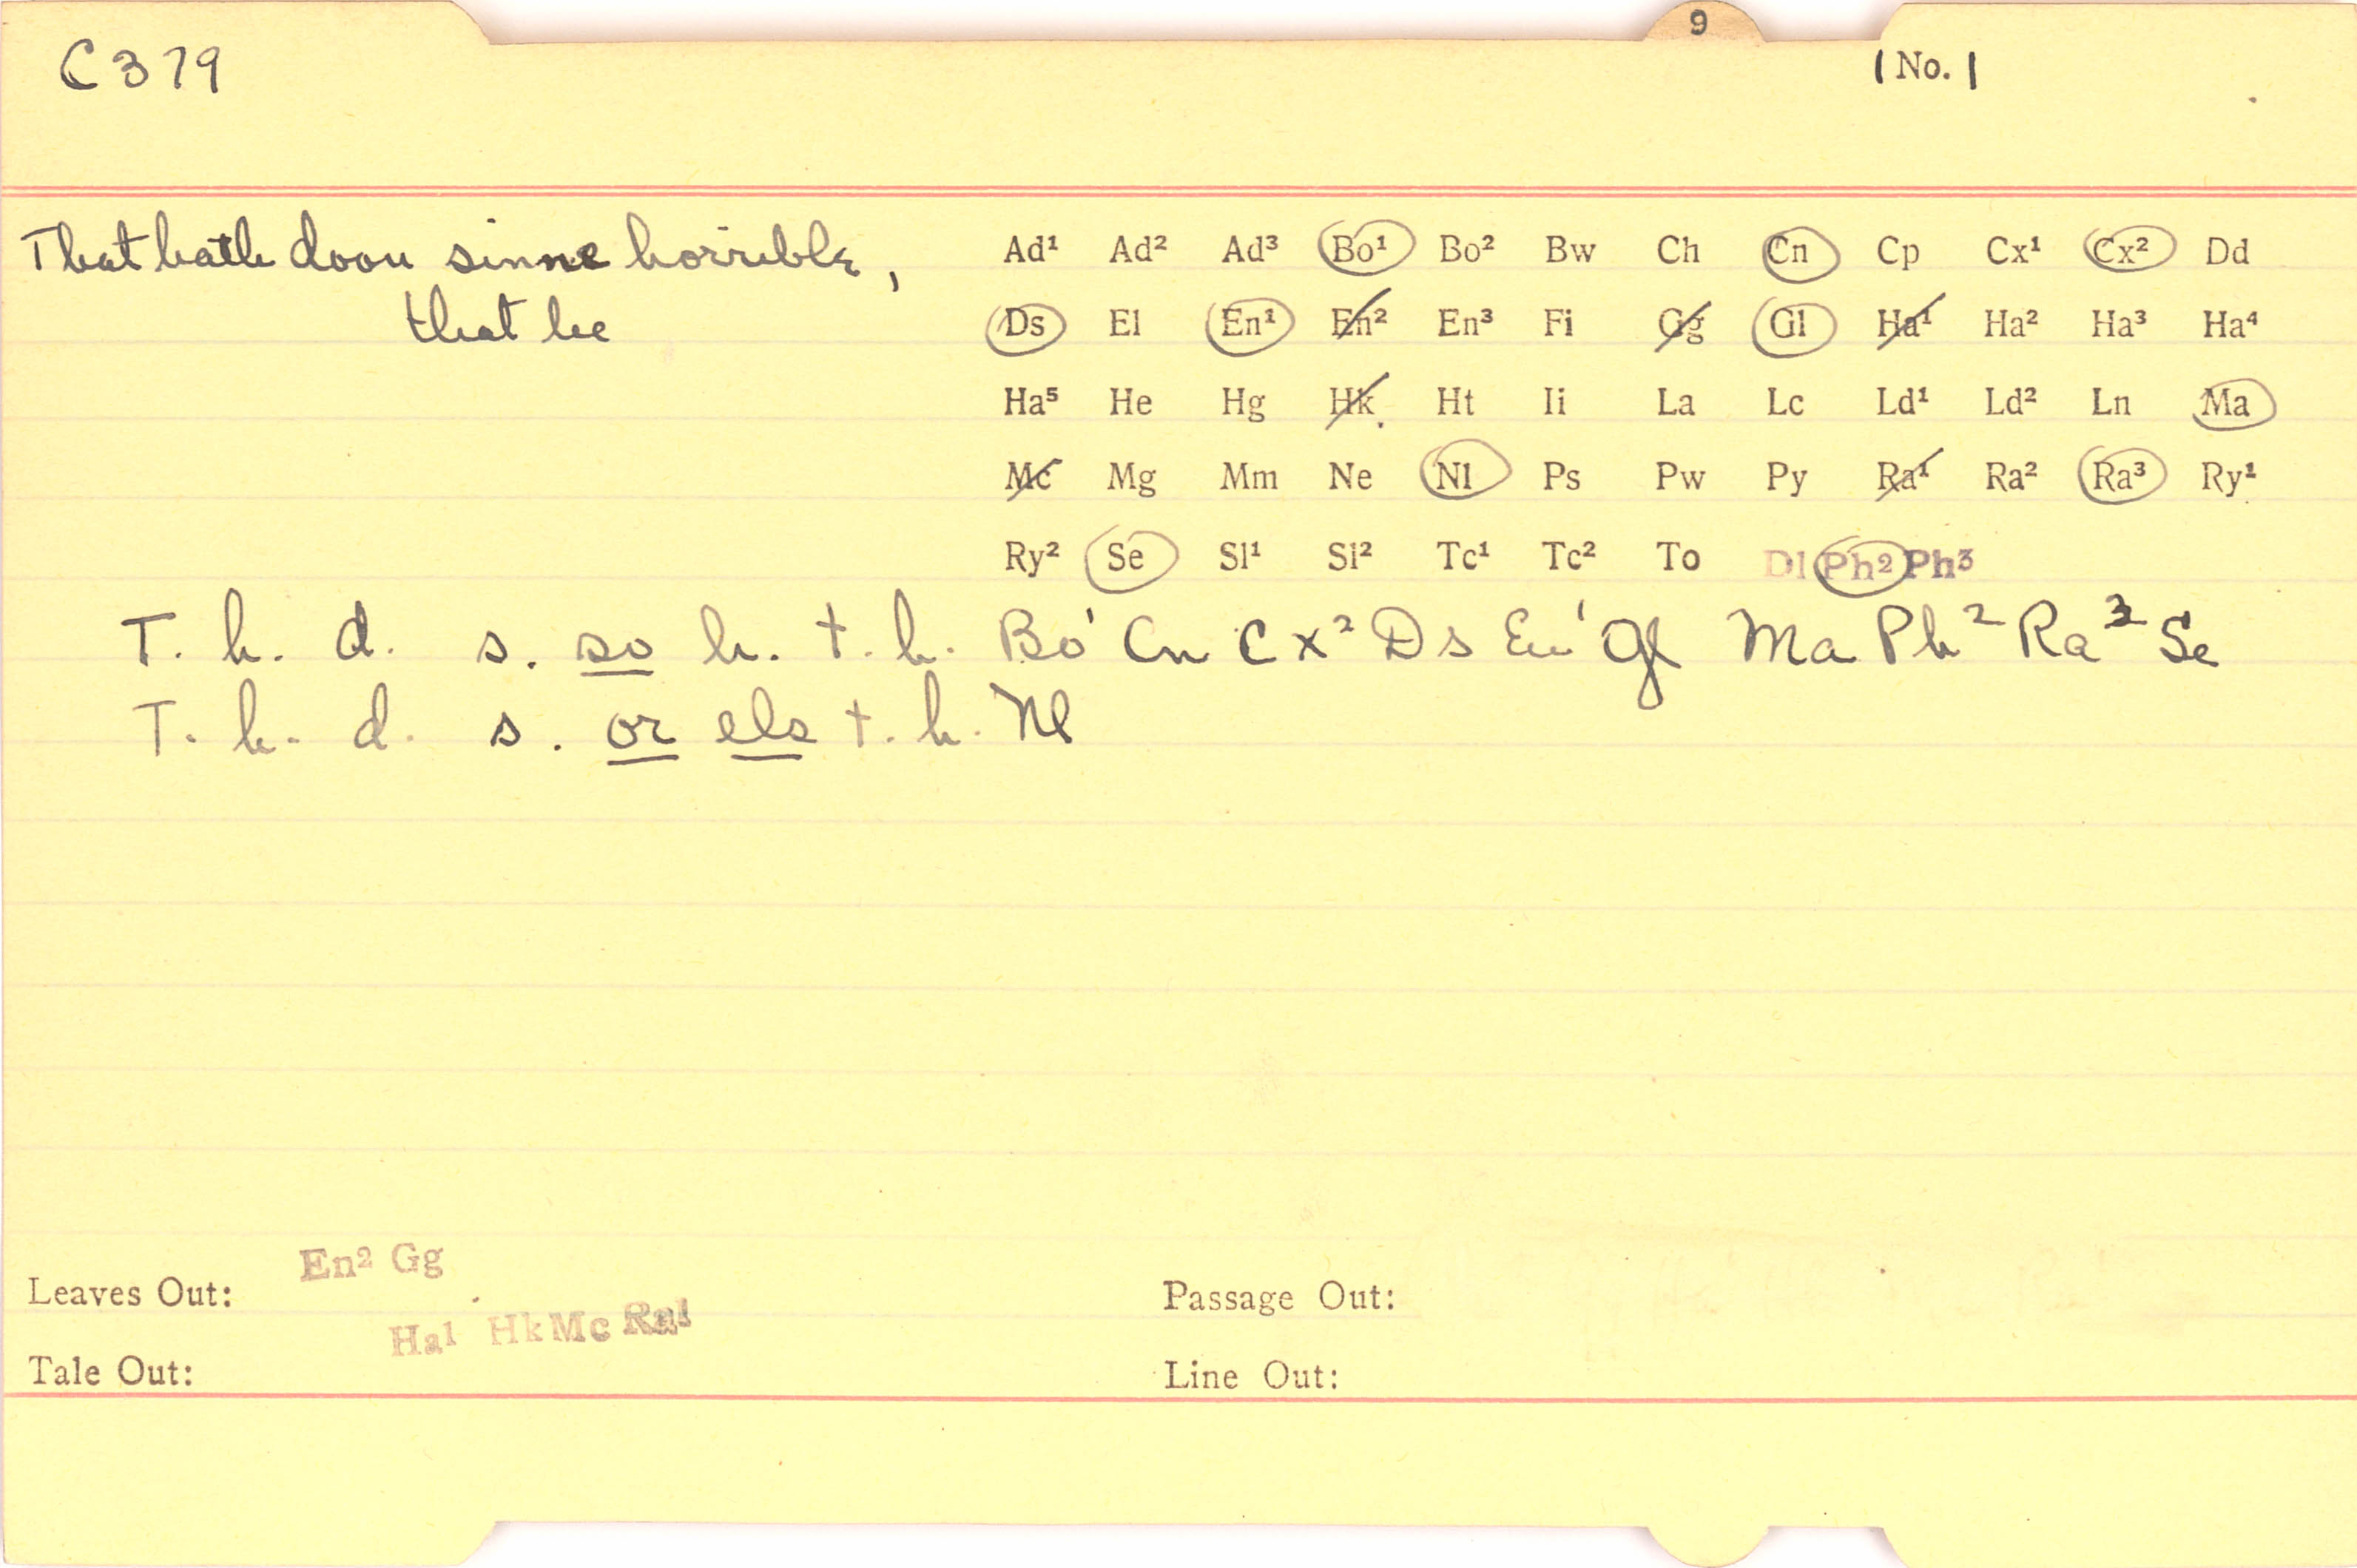 9
C 379
1 No. 1
That hath doon sinne horrible,
that he
Ad¹ Ad² Ad³ Bo¹ Bo² Bw Ch Cn Cp Cx¹ Cx² Dd
Ds El En¹ En² En³ Fi Gg Gl Ha¹ Ha² Ha³ Ha⁴
Ha⁵ He Hg Hk Ht Ii La Lc Ld¹ Ld² Ln Ma
Mc Mg Mm Ne Nl Ps Pw Py Ra¹ Ra² Ra³ Ry¹
Ry² Se Sl¹ Sl² Tc¹ Tc² To Dl Ph² Ph³
T. h. d. s. so h. t. h. Bo¹ Cn Cx² Ds En¹ Gl Ma Ph² Ra³ Se
T. h. d. s. or els t. h. Nl
En² Gg
Leaves Out:
Passage Out:
Ha¹ Hk Mc Ra¹
Tale Out:
Line Out: